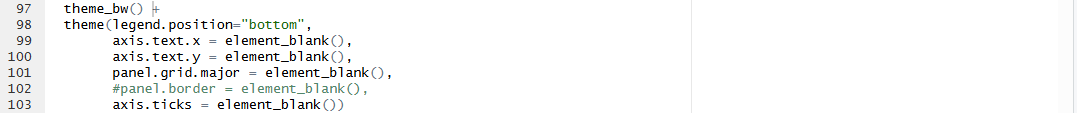 97 theme_bw() +
98 theme(legend.position="bottom",
99 axis.text.x = element_blank(),
100 axis.text.y = element_blank(),
101 panel.grid.major = element_blank(),
102 #panel.border = element_blank(),
103 axis.ticks = element_blank())